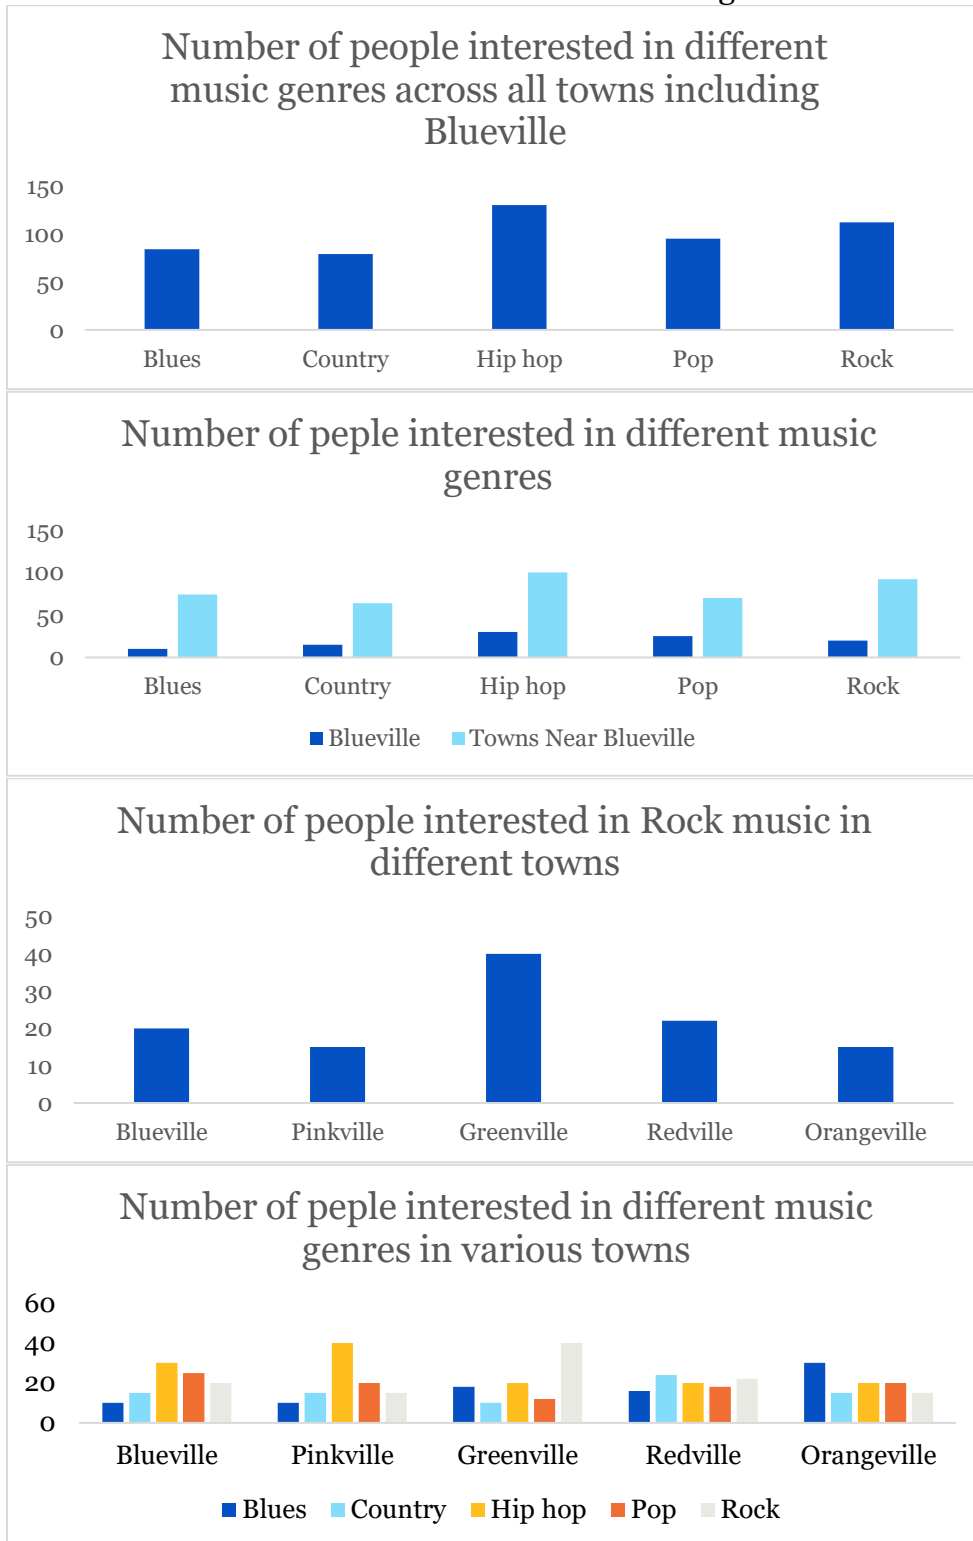 Number of people interested in different
music genres across all towns including
Blueville
150
100
50
0
Blues Country Hip hop Pop Rock
Number of peple interested in different music
genres
150
100
50
0
Blues Country Hip hop Pop Rock
Blueville Towns Near Blueville
Number of people interested in Rock music in
different towns
50
40
30
20
10
0
Blueville Pinkville Greenville Redville Orangeville
Number of peple interested in different music
genres in various towns
60
40
20
0
Blueville Pinkville Greenville Redville Orangeville
Blues Country Hip hop Pop Rock